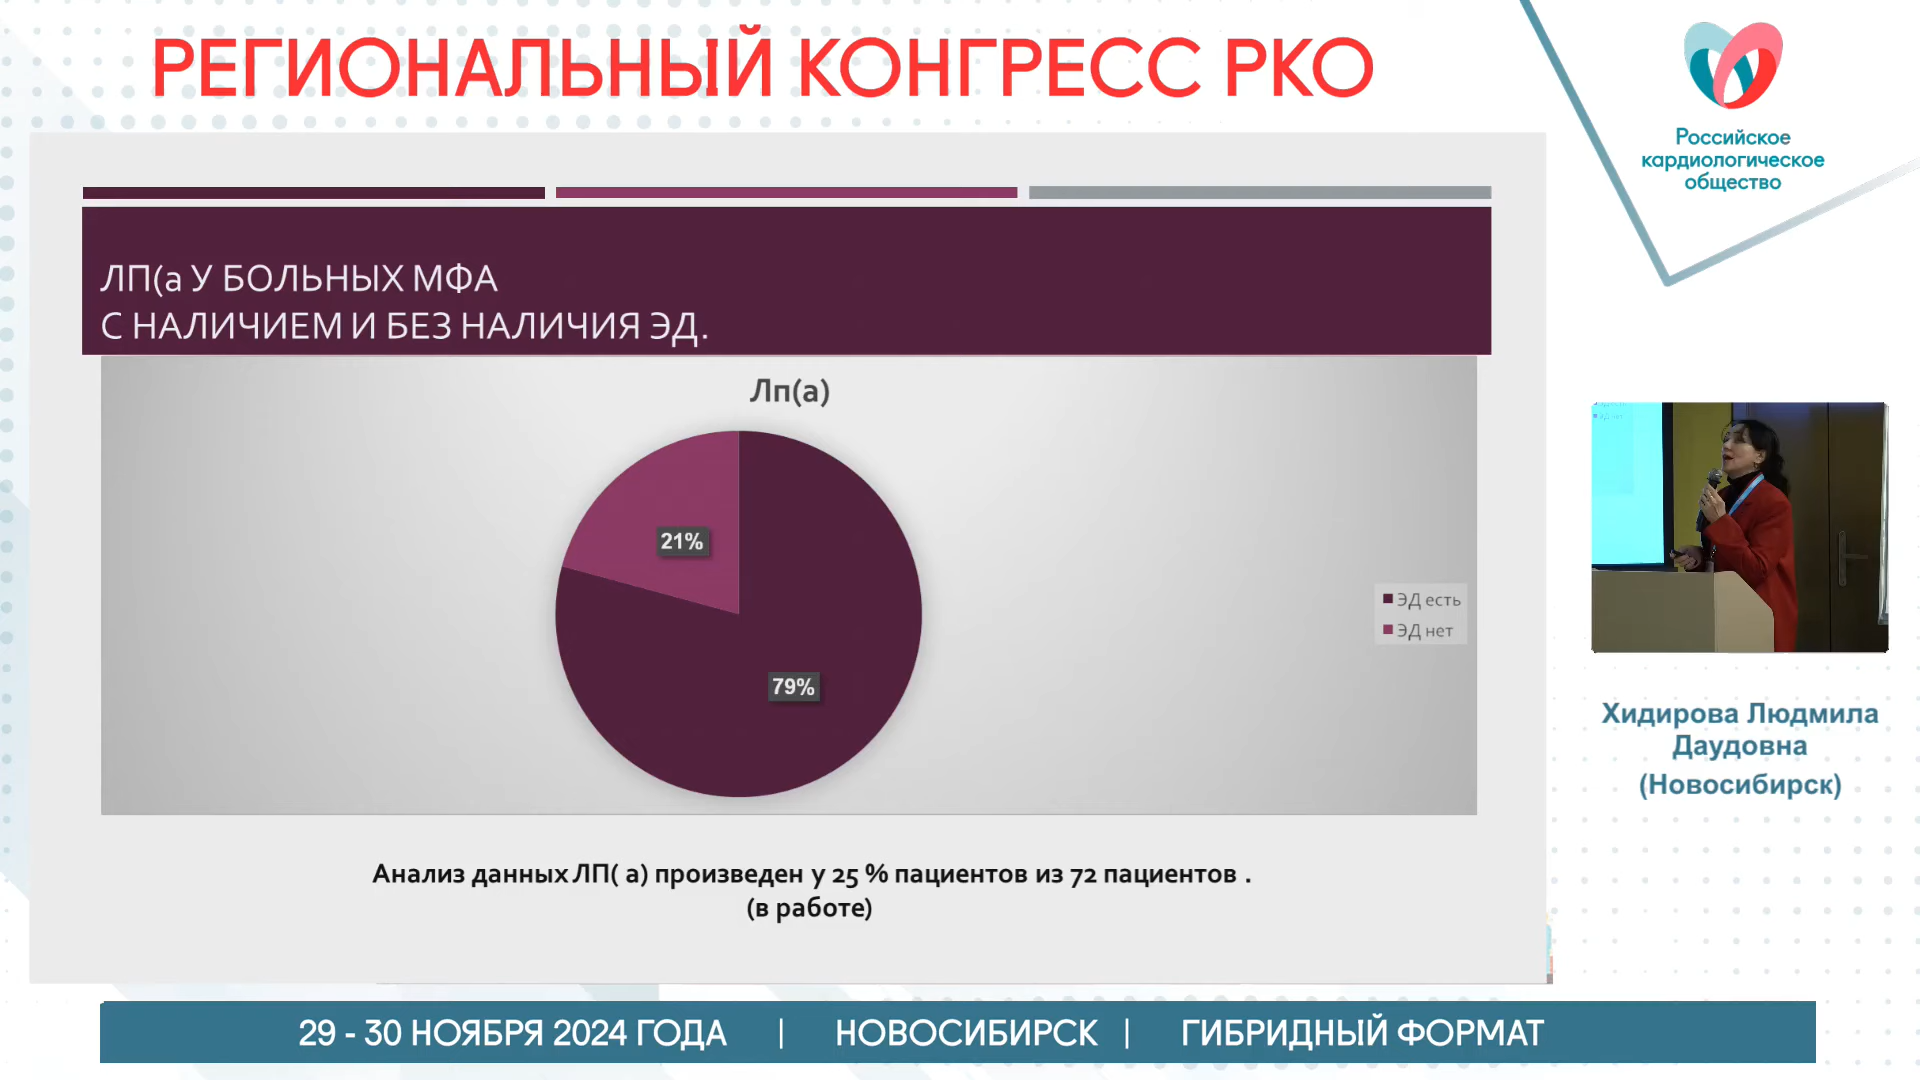 РЕГИОНАЛЬНЫЙ КОНГРЕСС РКО
Российское
кардиологическое
общество
ЛП(а У БОЛЬНЫХ МФА
С НАЛИЧИЕМ И БЕЗ НАЛИЧИЯ ЭД.
Лп(а)
21%
79%
ЭД есть
ЭД нет
Анализ данных ЛП( а) произведен у 25 % пациентов из 72 пациентов .
(в работе)
Хидирова Людмила
Даудовна
(Новосибирск)
29 - 30 НОЯБРЯ 2024 ГОДА | НОВОСИБИРСК | ГИБРИДНЫЙ ФОРМАТ